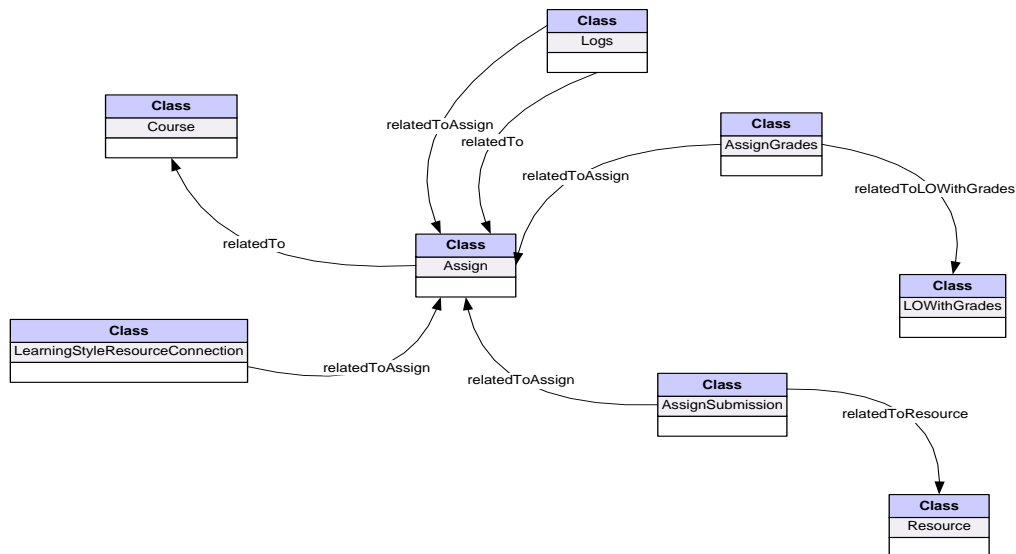 Class
Logs
Class
Course
relatedToAssign
relatedTo
Class
AssignGrades
relatedToAssign
relatedToLOWithGrades
relatedTo
Class
Assign
Class
LOWithGrades
Class
LearningStyleResourceConnection
relatedToAssign
relatedToAssign
Class
AssignSubmission
relatedToResource
Class
Resource